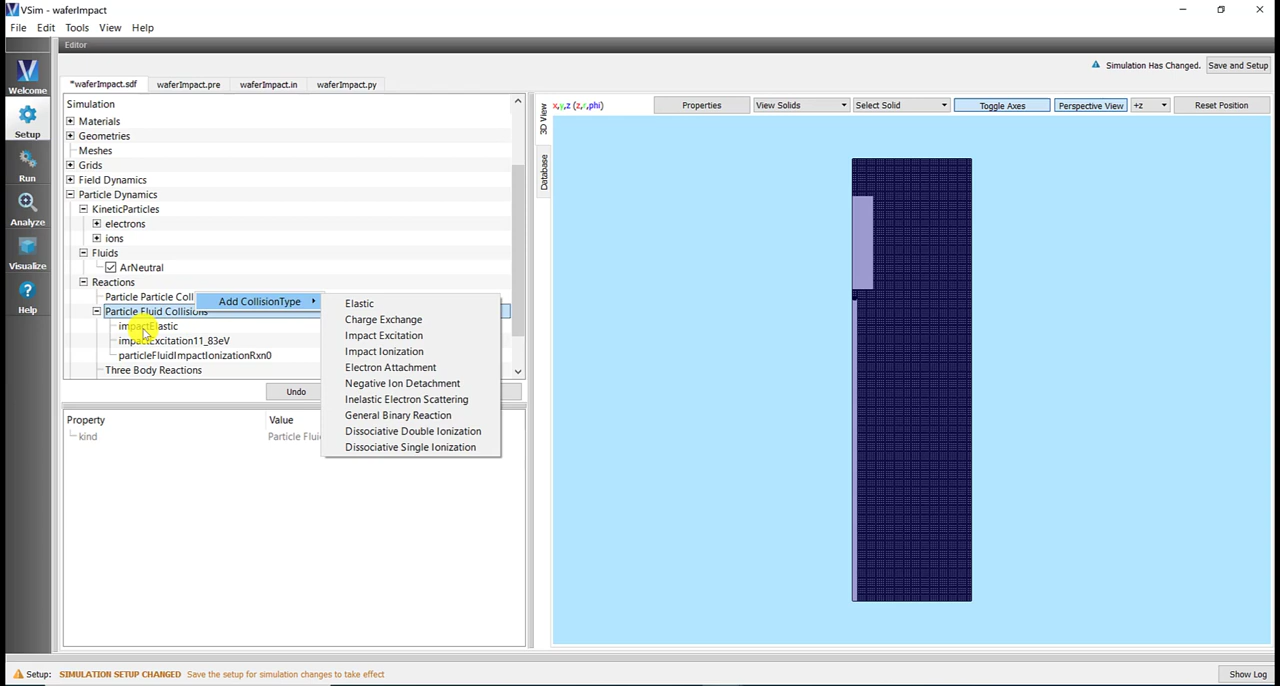 VSim - waferImpact
File Edit Tools View Help
Editor
*waferImpact.sdf waferImpact.pre waferImpact.in waferImpact.py
Simulation Has Changed. Save and Setup
Welcome
Setup
Run
Analyze
Visualize
Help
Simulation
Materials
Geometries
Meshes
Grids
Field Dynamics
Particle Dynamics
KineticParticles
electrons
ions
Fluids
ArNeutral
Reactions
Particle Particle Coll
Particle Fluid Collisions
impactElastic
impactExcitation11_83eV
particleFluidImpactIonizationRxn0
Three Body Reactions
Add CollisionType
Elastic
Charge Exchange
Impact Excitation
Impact Ionization
Electron Attachment
Negative Ion Detachment
Inelastic Electron Scattering
General Binary Reaction
Dissociative Double Ionization
Dissociative Single Ionization
Undo
Property Value
kind Particle Flui
3D View
Database
x,y,z (z,r,phi) Properties View Solids Select Solid Toggle Axes Perspective View +z Reset Position
Setup: SIMULATION SETUP CHANGED Save the setup for simulation changes to take effect
Show Log